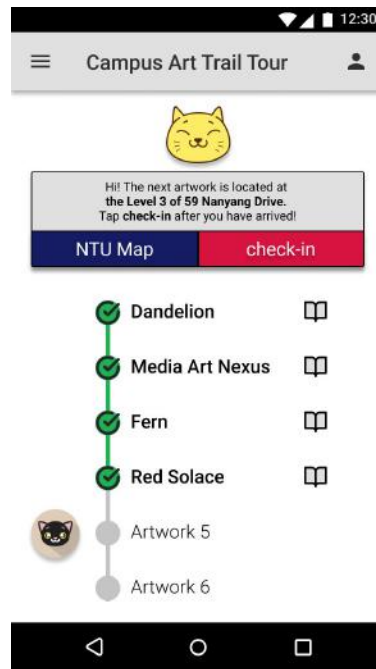 12:30
Campus Art Trail Tour
Hi! The next artwork is located at
the Level 3 of 59 Nanyang Drive.
Tap check-in after you have arrived!
NTU Map check-in
Dandelion
Media Art Nexus
Fern
Red Solace
Artwork 5
Artwork 6